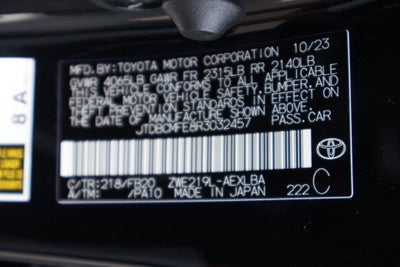 MFD.BY: TOYOTA MOTOR CORPORATION 10/23
GVWR 4065LB GAWR FR 2315LB RR 2140LB
THIS VEHICLE CONFORMS TO ALL APPLICABLE
FEDERAL MOTOR VEHICLE SAFETY, BUMPER, AND
THEFT PREVENTION STANDARDS IN EFFECT ON
THE DATE OF MANUFACTURE SHOWN ABOVE.
JTDBCMFE8R3032457 PASS.CAR
C/TR: 218/FB20 ZWE219L-AEXLBA
A/TM: /PA10 MADE IN JAPAN 222 C
8 A